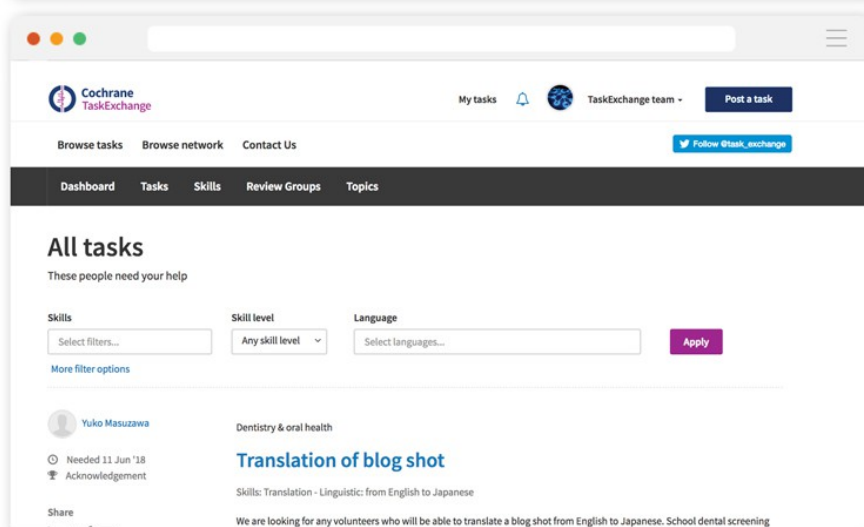 Cochrane
TaskExchange
My tasks
TaskExchange team
Post a task
Browse tasks
Browse network
Contact Us
Follow @task_exchange
Dashboard
Tasks
Skills
Review Groups
Topics
All tasks
These people need your help
Skills
Skill level
Language
Select filters...
Any skill level
Select languages...
Apply
More filter options
Yuko Masuzawa
Needed 11 Jun '18
Acknowledgement
Share
Dentistry & oral health
Translation of blog shot
Skills: Translation - Linguistic: from English to Japanese
We are looking for any volunteers who will be able to translate a blog shot from English to Japanese. School dental screening